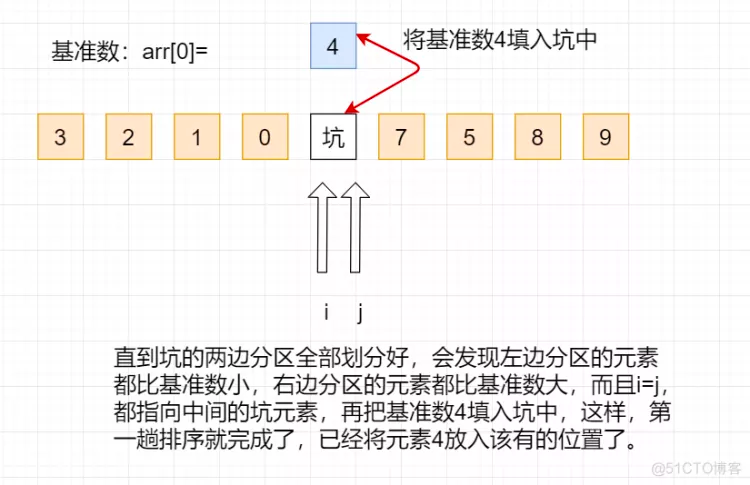 基准数：arr[0]= 4 将基准数4填入坑中
3 2 1 0 坑 7 5 8 9
i j
直到坑的两边分区全部划分好，会发现左边分区的元素
都比基准数小，右边分区的元素都比基准数大，而且i=j，
都指向中间的坑元素，再把基准数4填入坑中，这样，第
一趟排序就完成了，已经将元素4放入该有的位置了。
@51CTO博客